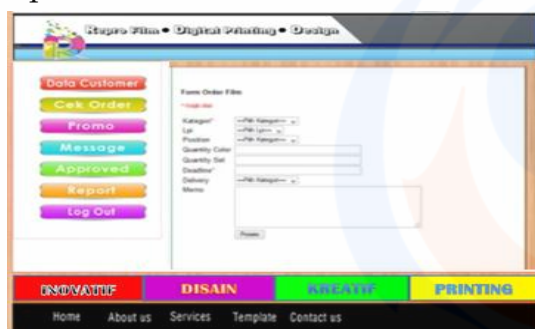 Repro Film • Digital Printing • Design
Data Customer
Cek Order
Promo
Message
Approved
Report
Log Out
Form Order Film
Kategori*
Lpi
Position
Quantity Color
Quantity Set
Deadline*
Delivery
Memo
Proses
INOVATIF DISAIN KREATIF PRINTING
Home About us Services Template Contact us